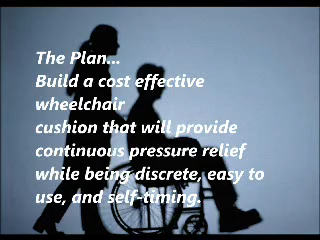 The Plan...
Build a cost effective
wheelchair
cushion that will provide
continuous pressure relief
while being discrete, easy to
use, and self-timing.